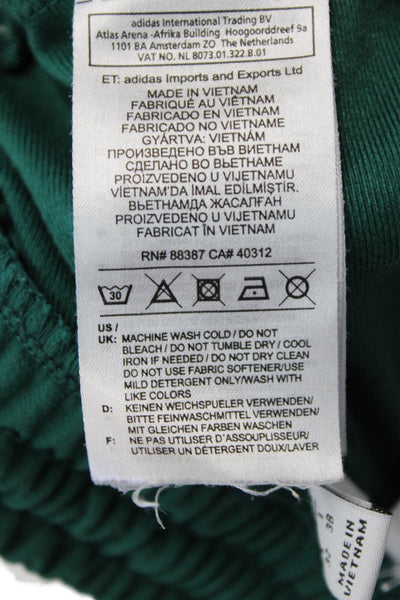 adidas International Trading BV
Atlas Arena -Afrika Building Hoogoorddreef 9a
1101 BA Amsterdam ZO The Netherlands
VAT NO. NL 8073.01.322.B.01
ET: adidas Imports and Exports Ltd
MADE IN VIETNAM
FABRIQUÉ AU VIÊTNAM
FABRICADO EN VIETNAM
FABRICADO NO VIETNAME
GYÁRTVA: VIETNÁM
ПРОИЗВЕДЕНО ВЪВ ВИЕТНАМ
СДЕЛАНО ВО ВЬЕТНАМЕ
PROIZVEDENO U VIJETNAMU
VİETNAM'DA İMAL EDİLMİŞTİR.
ВЬЕТНАМДА ЖАСАЛҒАН
PROIZVEDENO U VIJETNAMU
FABRICAT ÎN VIETNAM
RN# 88387 CA# 40312
30
US /
UK: MACHINE WASH COLD / DO NOT
BLEACH / DO NOT TUMBLE DRY / COOL
IRON IF NEEDED / DO NOT DRY CLEAN
DO NOT USE FABRIC SOFTENER/USE
MILD DETERGENT ONLY/WASH WITH
LIKE COLORS
D: KEINEN WEICHSPUELER VERWENDEN/
BITTE FEINWASCHMITTEL VERWENDEN/
MIT GLEICHEN FARBEN WASCHEN
F: NE PAS UTILISER D'ASSOUPLISSEUR/
UTILISER UN DÉTERGENT DOUX/LAVER
MADE IN
VIETNAM